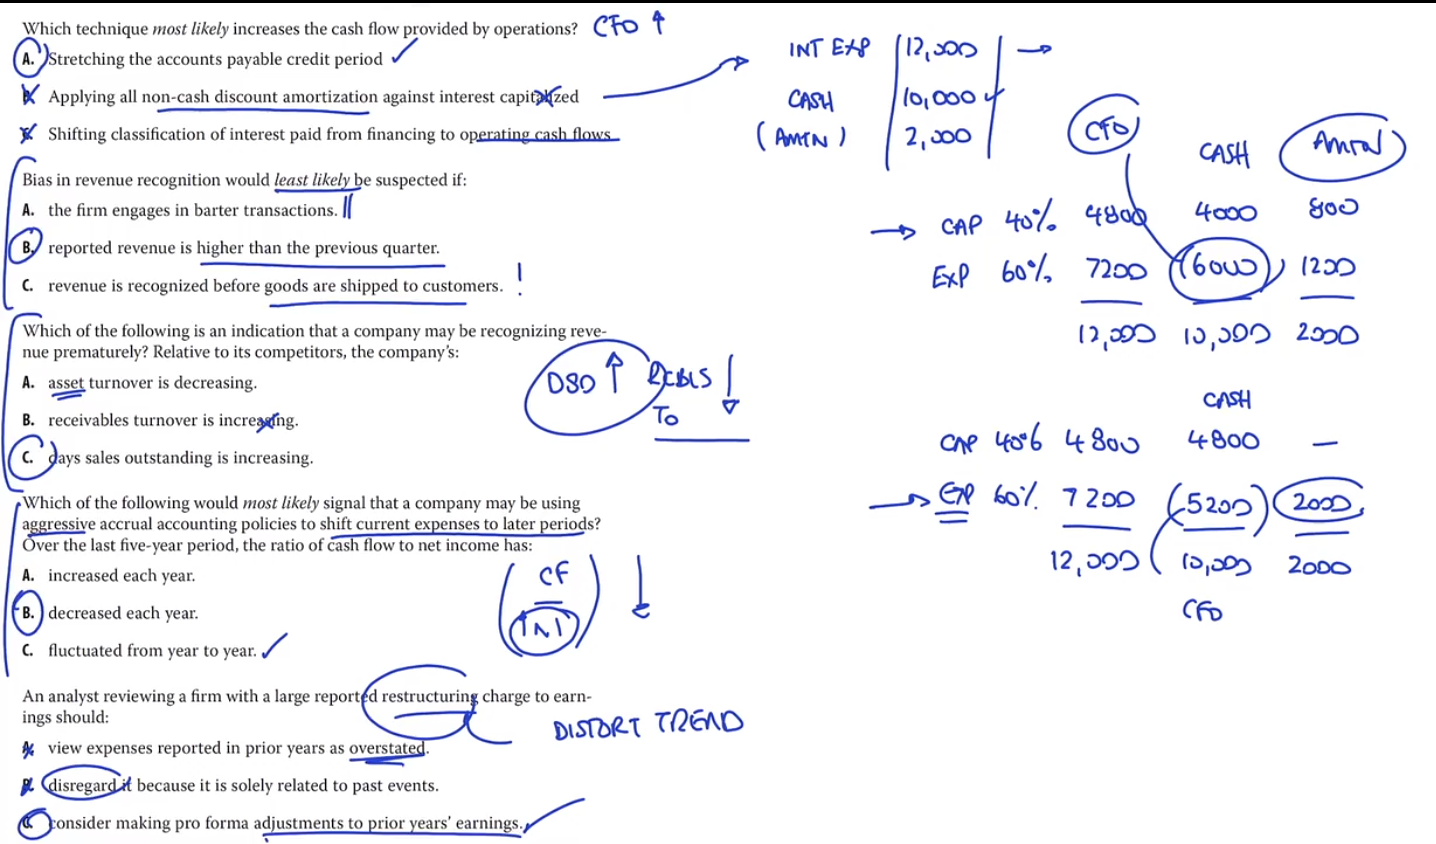 Which technique most likely increases the cash flow provided by operations? CFO ↑
A. Stretching the accounts payable credit period ✓
Applying all non-cash discount amortization against interest capitalized
Shifting classification of interest paid from financing to operating cash flows.
Bias in revenue recognition would least likely be suspected if:
A. the firm engages in barter transactions.
B. reported revenue is higher than the previous quarter.
C. revenue is recognized before goods are shipped to customers. !
Which of the following is an indication that a company may be recognizing reve-
nue prematurely? Relative to its competitors, the company's:
A. asset turnover is decreasing.
B. receivables turnover is increasing.
C. days sales outstanding is increasing.
DSO ↑ RCBLS ↓
TO
Which of the following would most likely signal that a company may be using
aggressive accrual accounting policies to shift current expenses to later periods?
Over the last five-year period, the ratio of cash flow to net income has:
A. increased each year.
B. decreased each year.
C. fluctuated from year to year. ✓
CF
NI
An analyst reviewing a firm with a large reported restructuring charge to earn-
ings should:
view expenses reported in prior years as overstated.
disregard it because it is solely related to past events.
consider making pro forma adjustments to prior years' earnings. ✓
DISTORT TREND
INT EXP 12,000 →
CASH 10,000 ✓
(AMTN) 2,000
CFO CASH Amtn
→ CAP 40% 4800 4000 800
EXP 60% 7200 (6000) 1200
12,000 10,000 2000
CASH
CAP 40% 4800 4800 —
→ EXP 60% 7200 (5200) 2000
12,000 10,000 2000
CFO